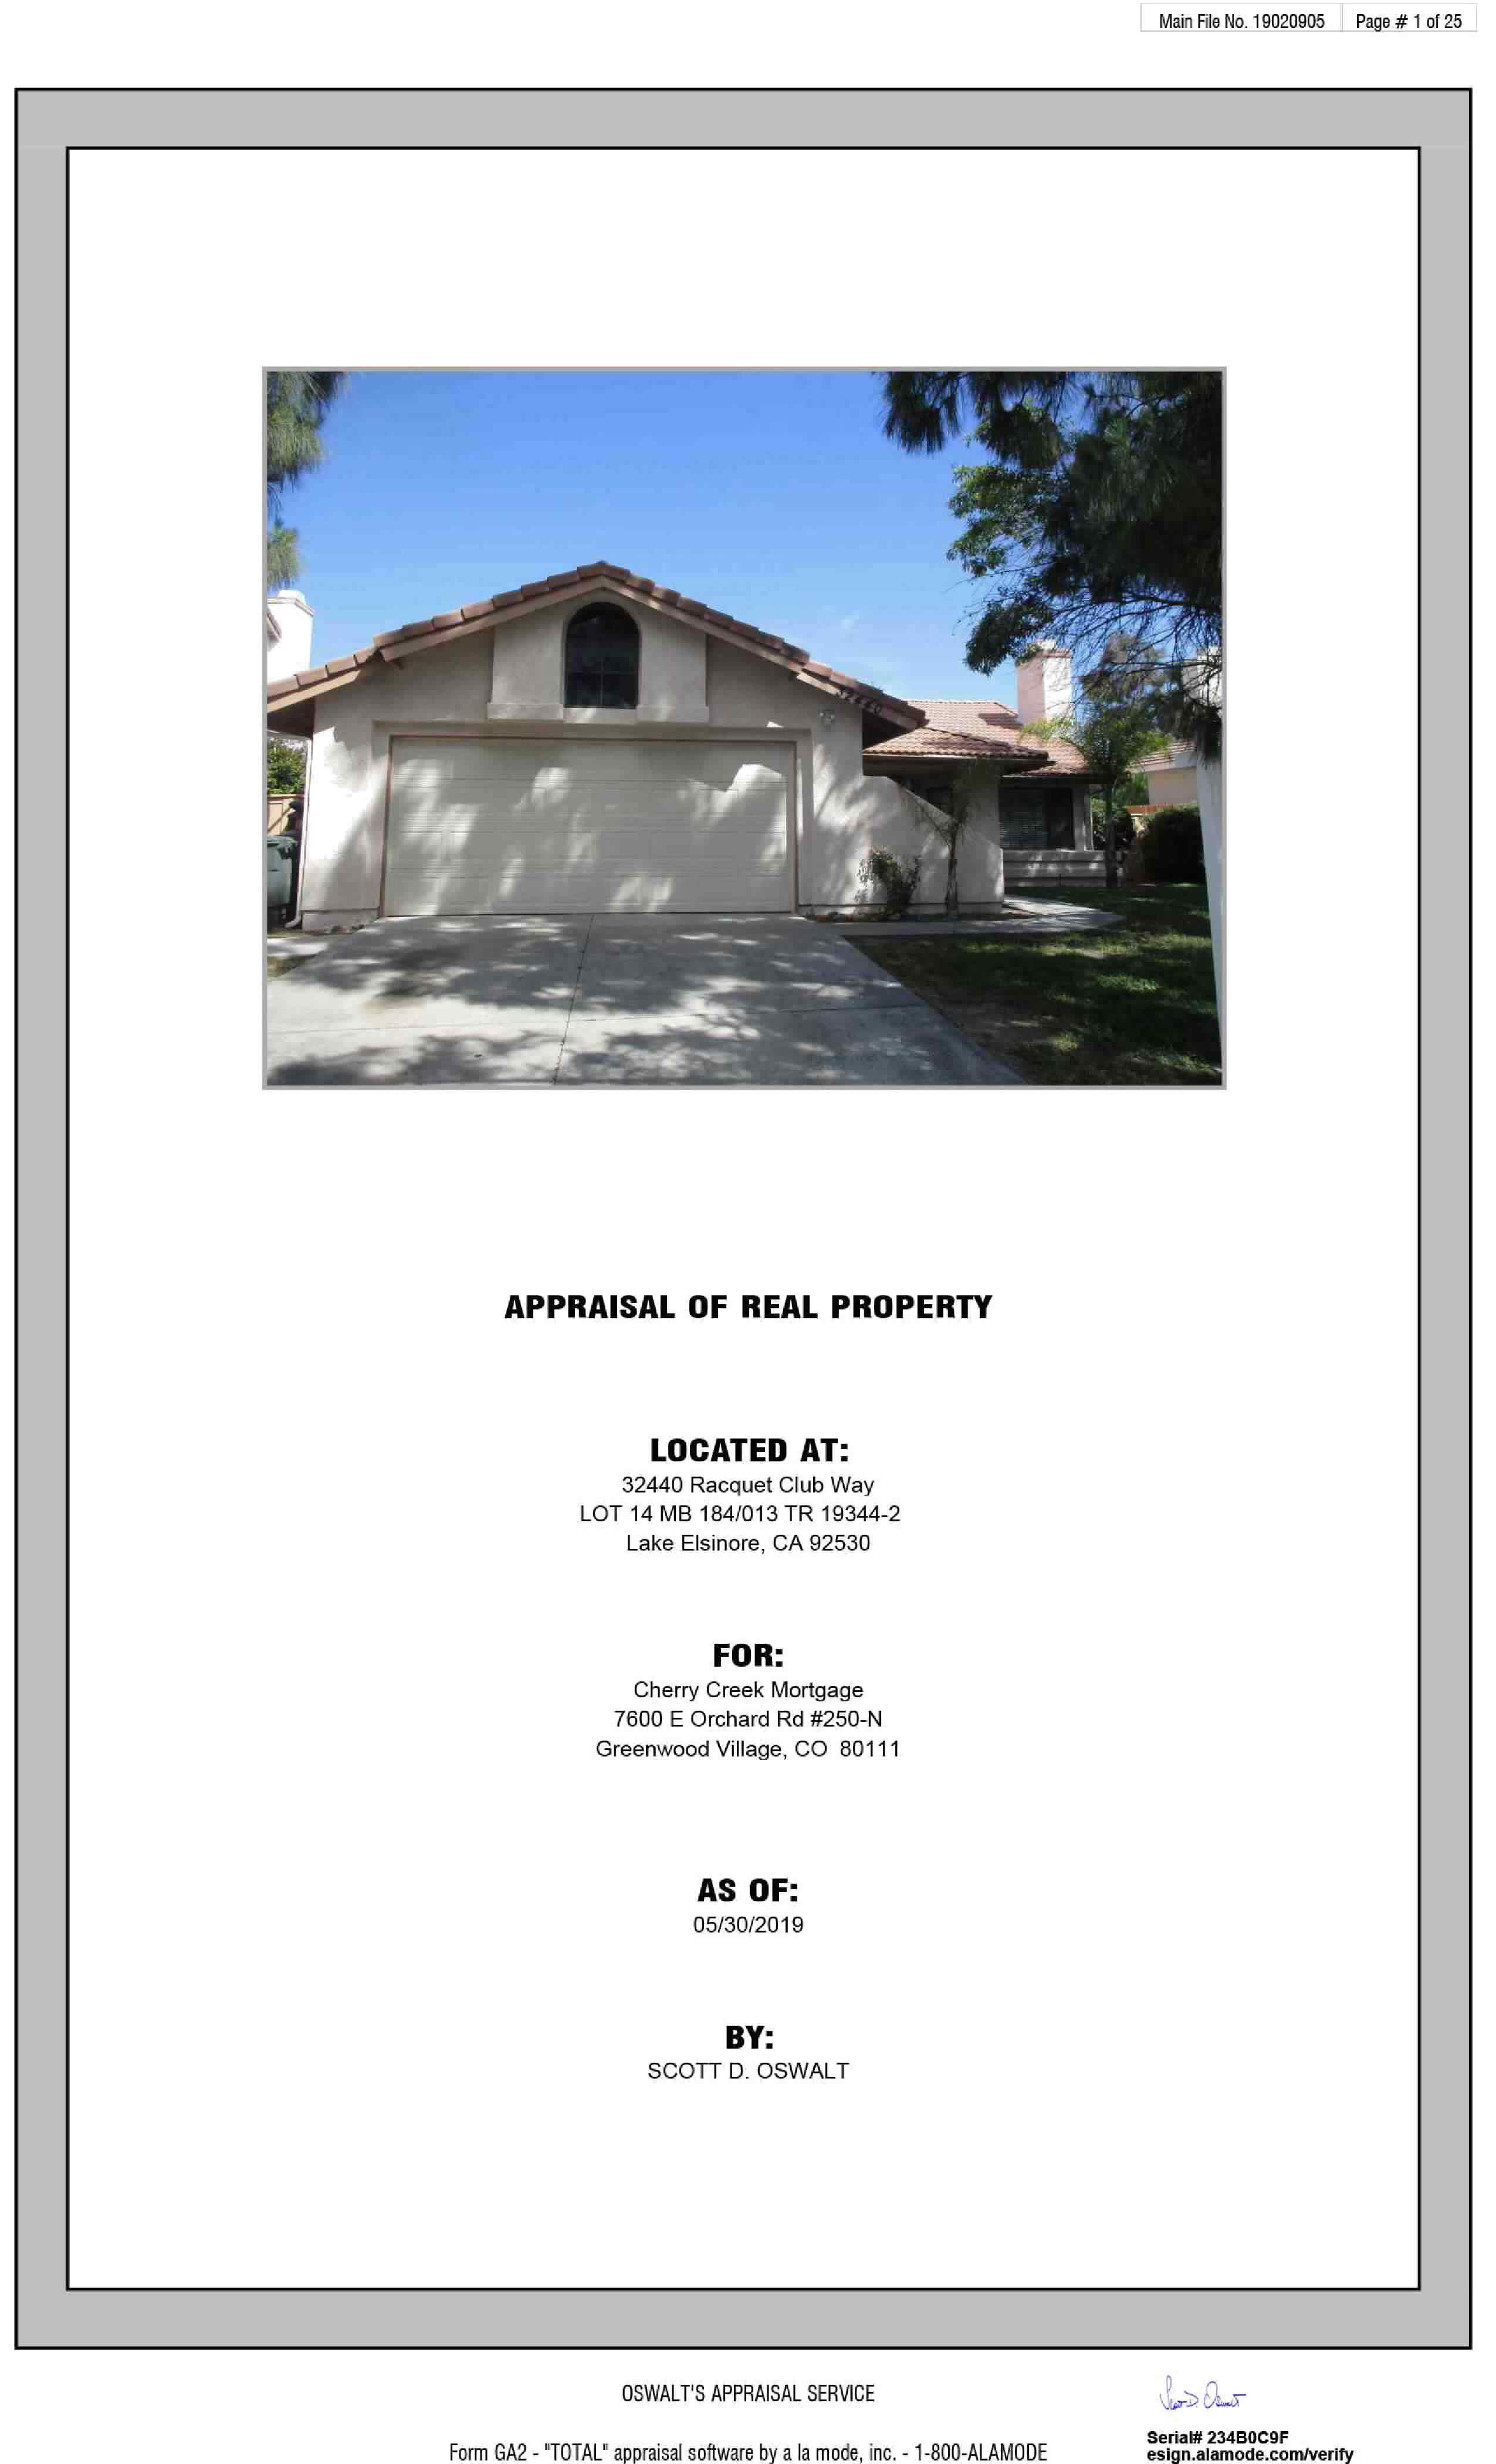 Main File No. 19020905 Page # 1 of 25
32440
APPRAISAL OF REAL PROPERTY
LOCATED AT:
32440 Racquet Club Way
LOT 14 MB 184/013 TR 19344-2
Lake Elsinore, CA 92530
FOR:
Cherry Creek Mortgage
7600 E Orchard Rd #250-N
Greenwood Village, CO 80111
AS OF:
05/30/2019
BY:
SCOTT D. OSWALT
OSWALT'S APPRAISAL SERVICE
Scott D. Oswalt
Form GA2 - "TOTAL" appraisal software by a la mode, inc. - 1-800-ALAMODE
Serial# 234B0C9F
esign.alamode.com/verify